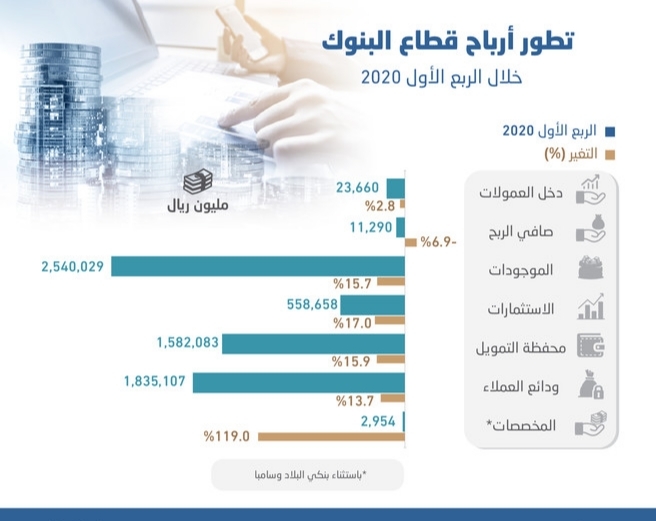 تطور أرباح قطاع البنوك
خلال الربع الأول 2020
الربع الأول 2020
التغير (%)
مليون ريال
دخل العمولات
23,660
%2.8
صافي الربح
11,290
%6.9-
الموجودات
2,540,029
%15.7
الاستثمارات
558,658
%17.0
محفظة التمويل
1,582,083
%15.9
ودائع العملاء
1,835,107
%13.7
المخصصات*
2,954
%119.0
*باستثناء بنكي البلاد وسامبا